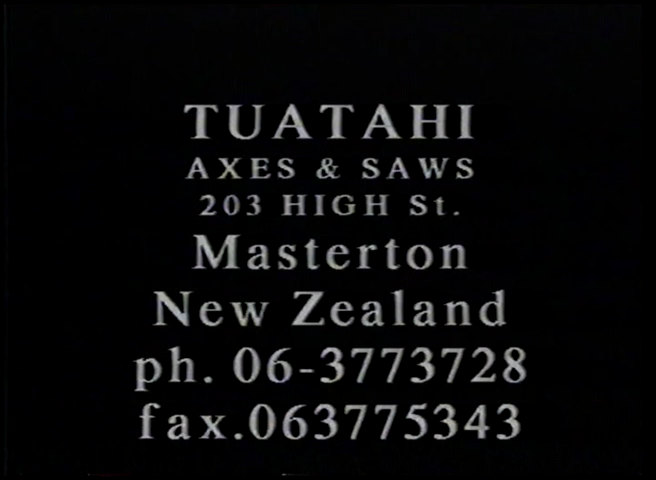 TUATAHI
AXES & SAWS
203 HIGH St.
Masterton
New Zealand
ph. 06-3773728
fax.063775343